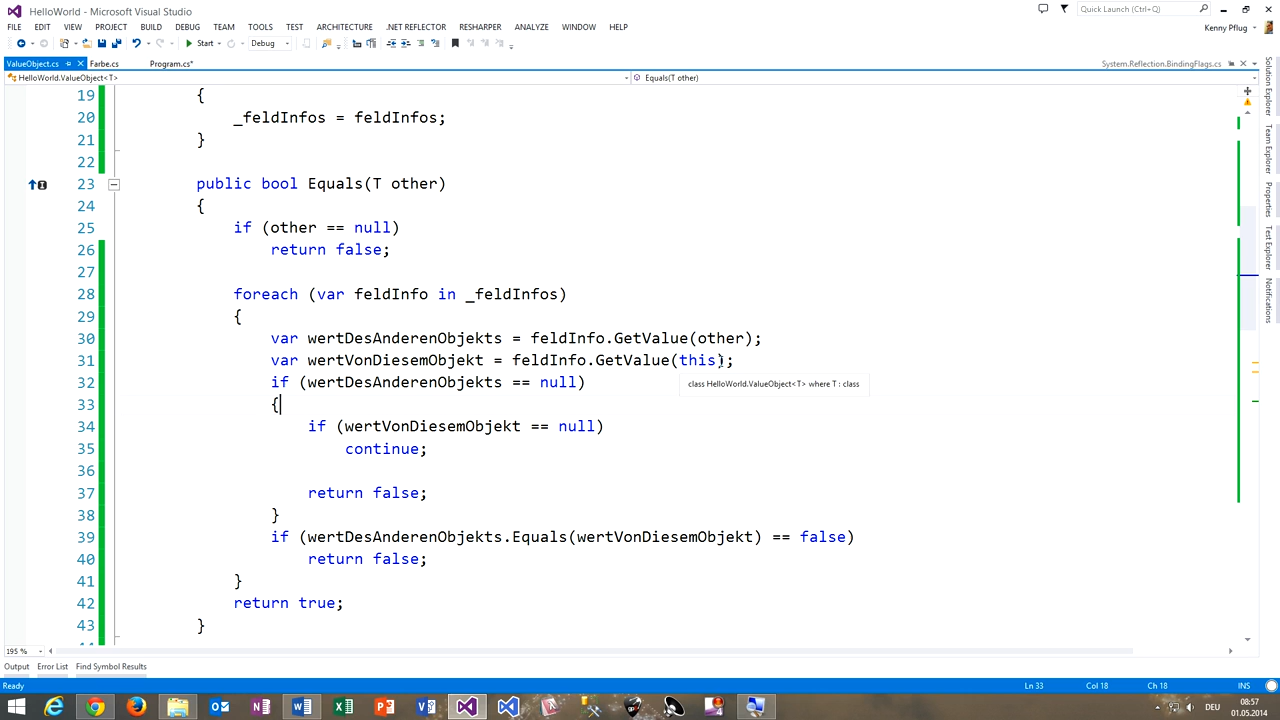 HelloWorld - Microsoft Visual Studio
Quick Launch (Ctrl+Q)
FILE EDIT VIEW PROJECT BUILD DEBUG TEAM TOOLS TEST ARCHITECTURE .NET REFLECTOR RESHARPER ANALYZE WINDOW HELP
Kenny Pflug
Start Debug
ValueObject.cs Farbe.cs Program.cs*
System.Reflection.BindingFlags.cs
HelloWorld.ValueObject<T> Equals(T other)
19 {
20 _feldInfos = feldInfos;
21 }
22
23 public bool Equals(T other)
24 {
25 if (other == null)
26 return false;
27
28 foreach (var feldInfo in _feldInfos)
29 {
30 var wertDesAnderenObjekts = feldInfo.GetValue(other);
31 var wertVonDiesemObjekt = feldInfo.GetValue(this);
32 if (wertDesAnderenObjekts == null)
class HelloWorld.ValueObject<T> where T : class
33 {
34 if (wertVonDiesemObjekt == null)
35 continue;
36
37 return false;
38 }
39 if (wertDesAnderenObjekts.Equals(wertVonDiesemObjekt) == false)
40 return false;
41 }
42 return true;
43 }
Solution Explorer
Team Explorer
Properties
Test Explorer
Notifications
195 %
Output Error List Find Symbol Results
Ready Ln 33 Col 18 Ch 18 INS
DEU
08:57
01.05.2014